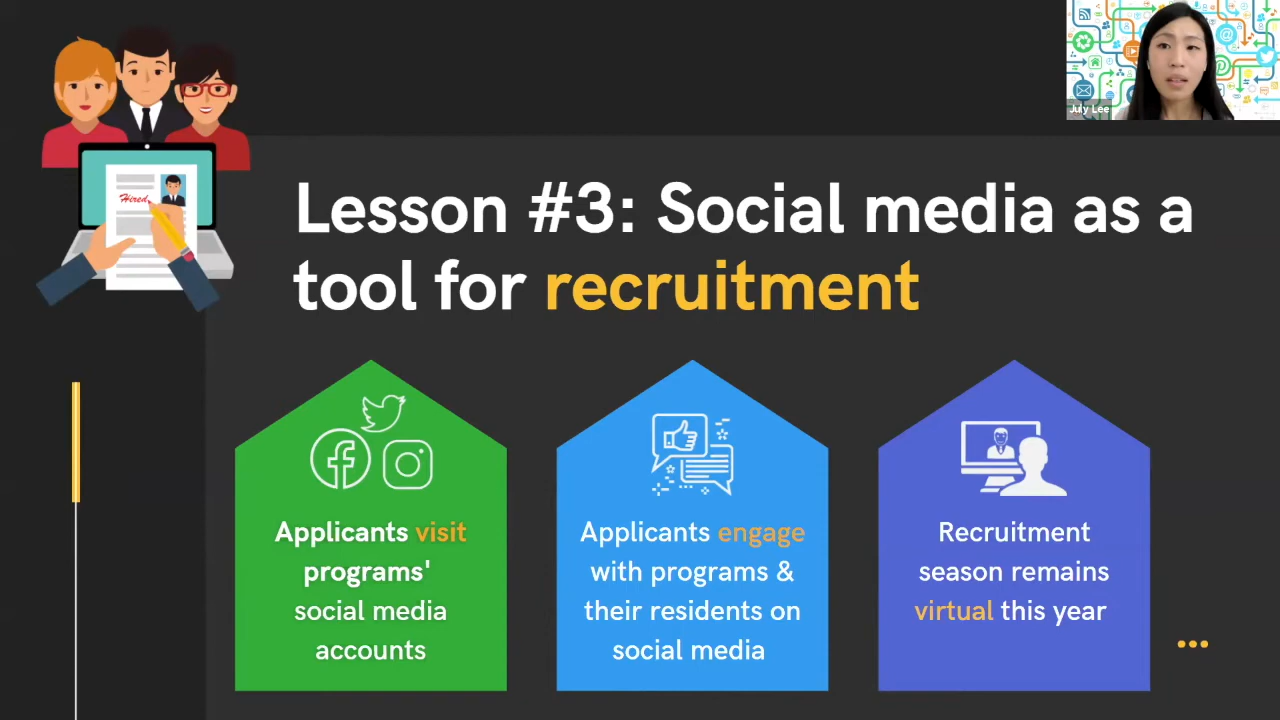 July Lee
Hired
Lesson #3: Social media as a
tool for recruitment
Applicants visit
programs'
social media
accounts
Applicants engage
with programs &
their residents on
social media
Recruitment
season remains
virtual this year